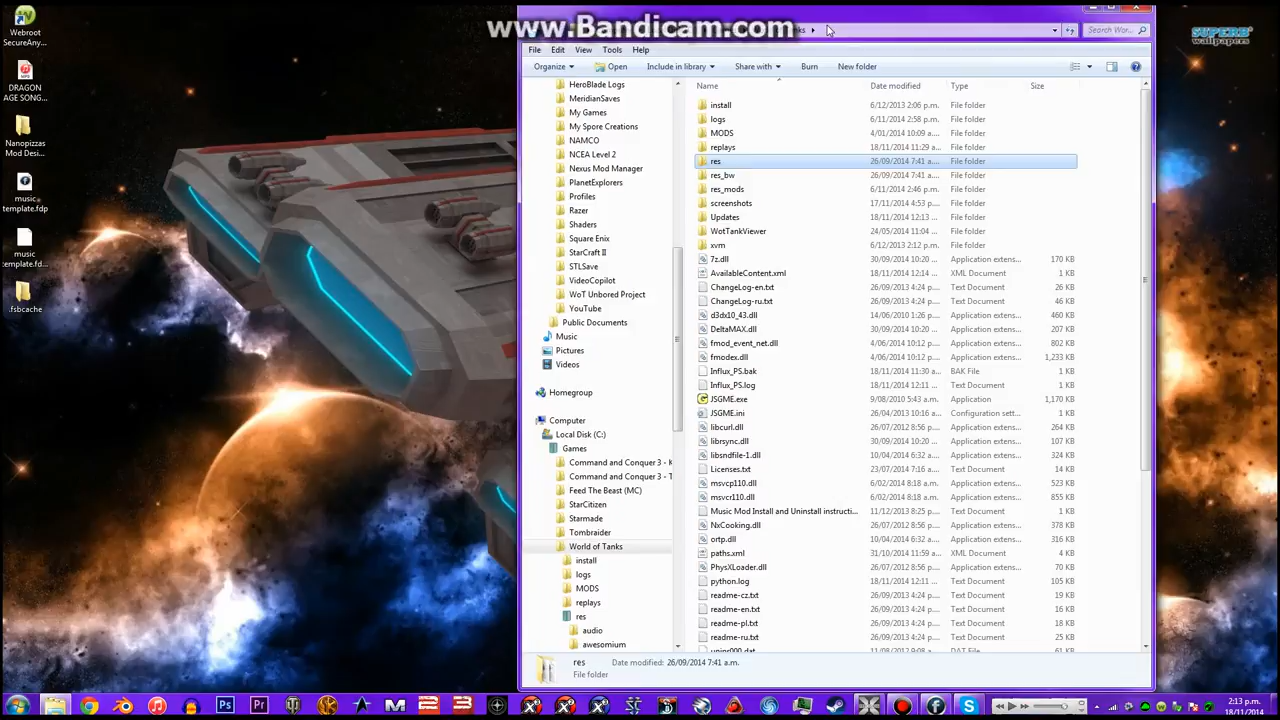 www.Bandicam.com
Search Wor...
SUPERB
wallpapers
File Edit View Tools Help
Organize Open Include in library Share with Burn New folder
Name Date modified Type Size
Webroot
SecureAny...
DRAGON
AGE SONG...
Nanopizzas
Mod Desi...
music
template.fdp
music
template.fd...
.fsbcache
HeroBlade Logs
MeridianSaves
My Games
My Spore Creations
NAMCO
NCEA Level 2
Nexus Mod Manager
PlanetExplorers
Profiles
Razer
Shaders
Square Enix
StarCraft II
STLSave
VideoCopilot
WoT Unbored Project
YouTube
Public Documents
Music
Pictures
Videos
Homegroup
Computer
Local Disk (C:)
Games
Command and Conquer 3 - K
Command and Conquer 3 - T
Feed The Beast (MC)
StarCitizen
Starmade
Tombraider
World of Tanks
install
logs
MODS
replays
res
audio
awesomium
install 6/12/2013 2:06 p.m. File folder
logs 6/11/2014 2:58 p.m. File folder
MODS 4/01/2014 10:09 a... File folder
replays 18/11/2014 11:29 a... File folder
res 26/09/2014 7:41 a.... File folder
res_bw 26/09/2014 7:41 a.... File folder
res_mods 6/11/2014 2:46 p.m. File folder
screenshots 17/11/2014 4:53 p... File folder
Updates 18/11/2014 12:13 ... File folder
WotTankViewer 24/05/2014 11:04 ... File folder
xvm 6/12/2013 2:12 p.m. File folder
7z.dll 30/09/2014 10:20 ... Application extens... 170 KB
AvailableContent.xml 18/11/2014 12:14 ... XML Document 1 KB
ChangeLog-en.txt 26/09/2013 4:24 p... Text Document 26 KB
ChangeLog-ru.txt 26/09/2013 4:24 p... Text Document 46 KB
d3dx10_43.dll 14/06/2010 1:26 p... Application extens... 460 KB
DeltaMAX.dll 30/09/2014 10:20 ... Application extens... 207 KB
fmod_event_net.dll 4/06/2014 10:12 p... Application extens... 802 KB
fmodex.dll 4/06/2014 10:12 p... Application extens... 1,233 KB
Influx_PS.bak 18/11/2014 11:30 a... BAK File 1 KB
Influx_PS.log 18/11/2014 12:11 ... Text Document 1 KB
JSGME.exe 9/08/2010 5:43 a.m. Application 1,170 KB
JSGME.ini 26/04/2013 10:16 a... Configuration sett... 1 KB
libcurl.dll 26/07/2012 8:56 p... Application extens... 264 KB
librsync.dll 30/09/2014 10:20 ... Application extens... 107 KB
libsndfile-1.dll 10/04/2014 6:32 a... Application extens... 324 KB
Licenses.txt 23/07/2014 7:16 a... Text Document 14 KB
msvcp110.dll 6/02/2014 8:18 a.m. Application extens... 523 KB
msvcr110.dll 6/02/2014 8:18 a.m. Application extens... 855 KB
Music Mod Install and Uninstall instructi... 11/12/2013 8:25 p... Text Document 1 KB
NxCooking.dll 26/07/2012 8:56 p... Application extens... 378 KB
ortp.dll 10/04/2014 6:32 a... Application extens... 316 KB
paths.xml 31/10/2014 11:59 a... XML Document 4 KB
PhysXLoader.dll 26/07/2012 8:56 p... Application extens... 67 KB
python.log 18/11/2014 12:11 ... Text Document 105 KB
readme-cz.txt 26/09/2013 4:24 p... Text Document 19 KB
readme-en.txt 26/09/2013 4:24 p... Text Document 16 KB
readme-pl.txt 26/09/2013 4:24 p... Text Document 18 KB
readme-ru.txt 26/09/2013 4:24 p... Text Document 25 KB
res Date modified: 26/09/2014 7:41 a.m.
File folder
2:13 p.m.
18/11/2014